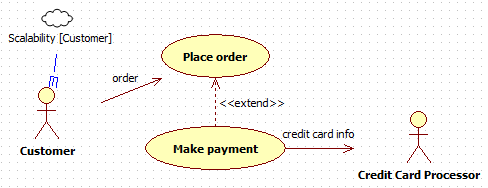 Scalability [Customer]
Place order
order
<<extend>>
credit card info
Make payment
Customer
Credit Card Processor